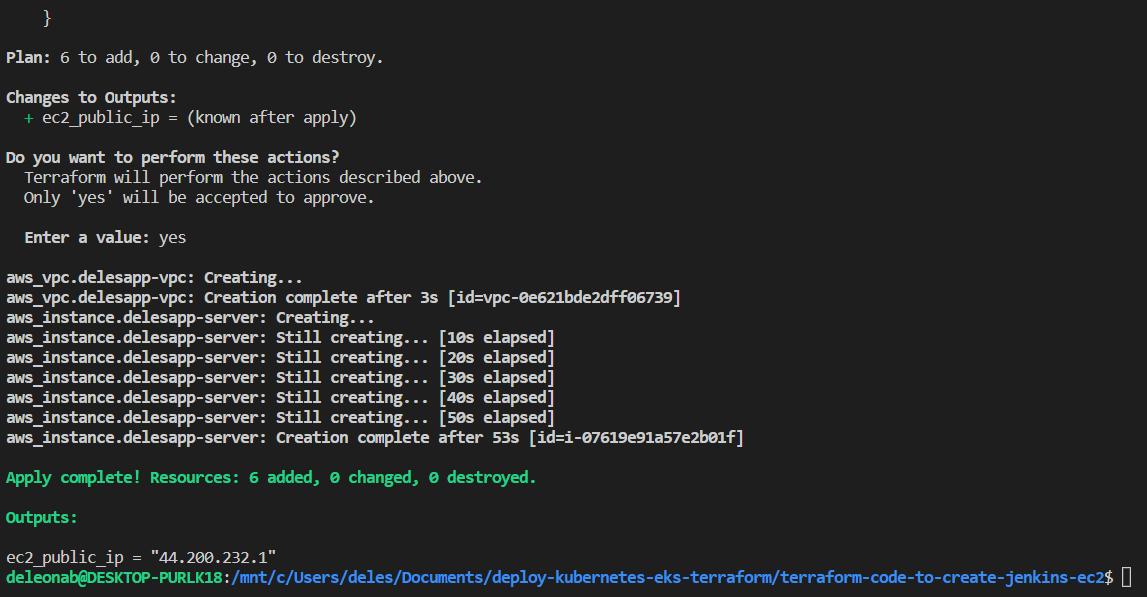 }
Plan: 6 to add, 0 to change, 0 to destroy.
Changes to Outputs:
+ ec2_public_ip = (known after apply)
Do you want to perform these actions?
Terraform will perform the actions described above.
Only 'yes' will be accepted to approve.
Enter a value: yes
aws_vpc.delesapp-vpc: Creating...
aws_vpc.delesapp-vpc: Creation complete after 3s [id=vpc-0e621bde2dff06739]
aws_instance.delesapp-server: Creating...
aws_instance.delesapp-server: Still creating... [10s elapsed]
aws_instance.delesapp-server: Still creating... [20s elapsed]
aws_instance.delesapp-server: Still creating... [30s elapsed]
aws_instance.delesapp-server: Still creating... [40s elapsed]
aws_instance.delesapp-server: Still creating... [50s elapsed]
aws_instance.delesapp-server: Creation complete after 53s [id=i-07619e91a57e2b01f]
Apply complete! Resources: 6 added, 0 changed, 0 destroyed.
Outputs:
ec2_public_ip = "44.200.232.1"
deleonab@DESKTOP-PURLK18:/mnt/c/Users/deles/Documents/deploy-kubernetes-eks-terraform/terraform-code-to-create-jenkins-ec2$